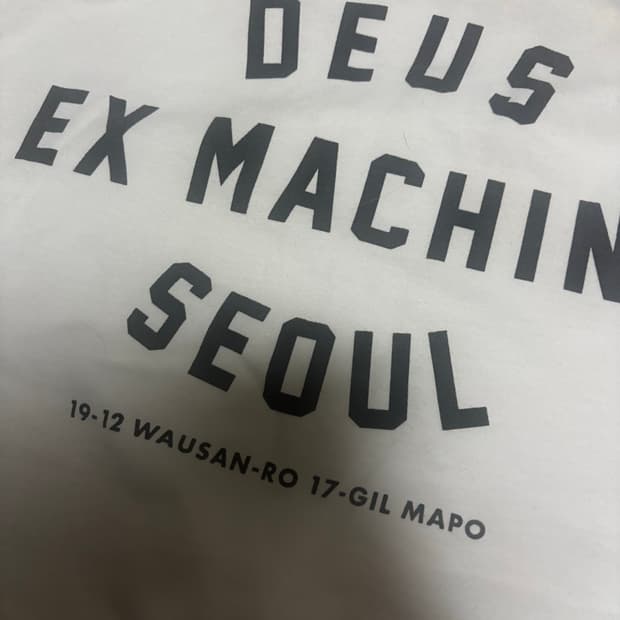 DEUS
EX MACHIN
SEOUL
19-12 WAUSAN-RO 17-GIL MAPO